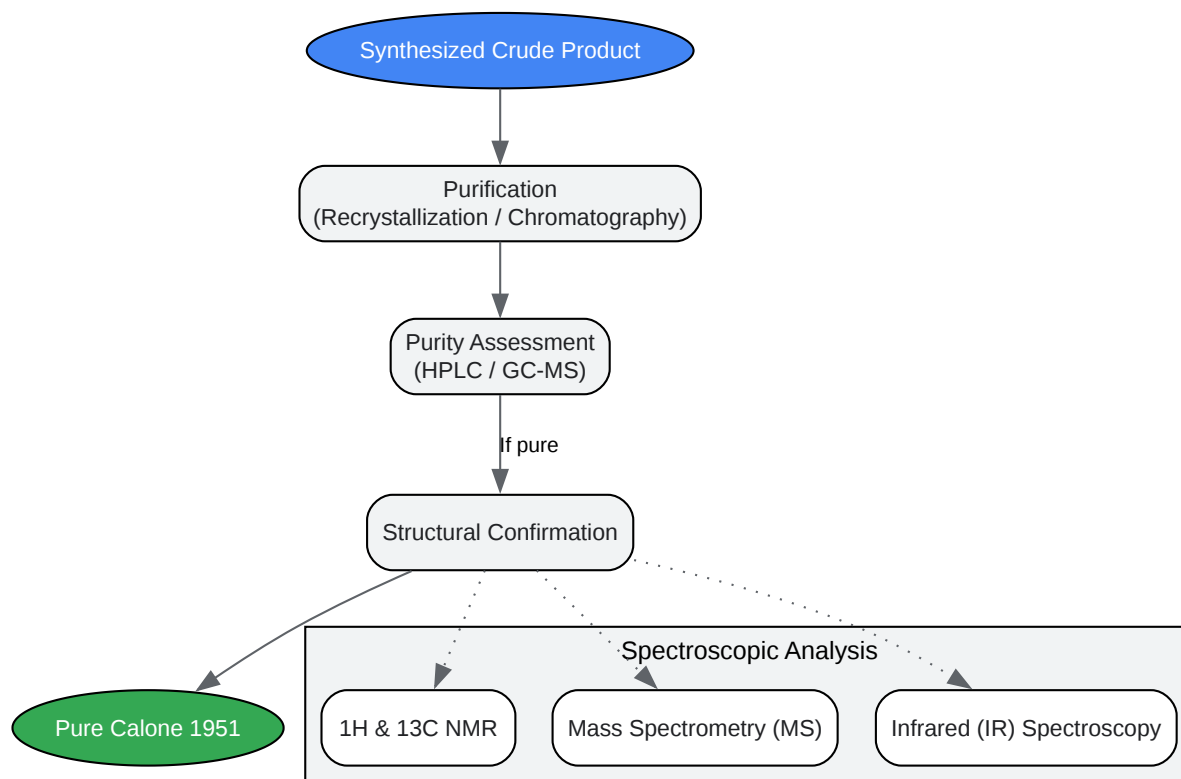 Synthesized Crude Product
Purification
(Recrystallization / Chromatography)
Purity Assessment
(HPLC / GC-MS)
If pure
Structural Confirmation
Spectroscopic Analysis
Pure Calone 1951
1H & 13C NMR
Mass Spectrometry (MS)
Infrared (IR) Spectroscopy